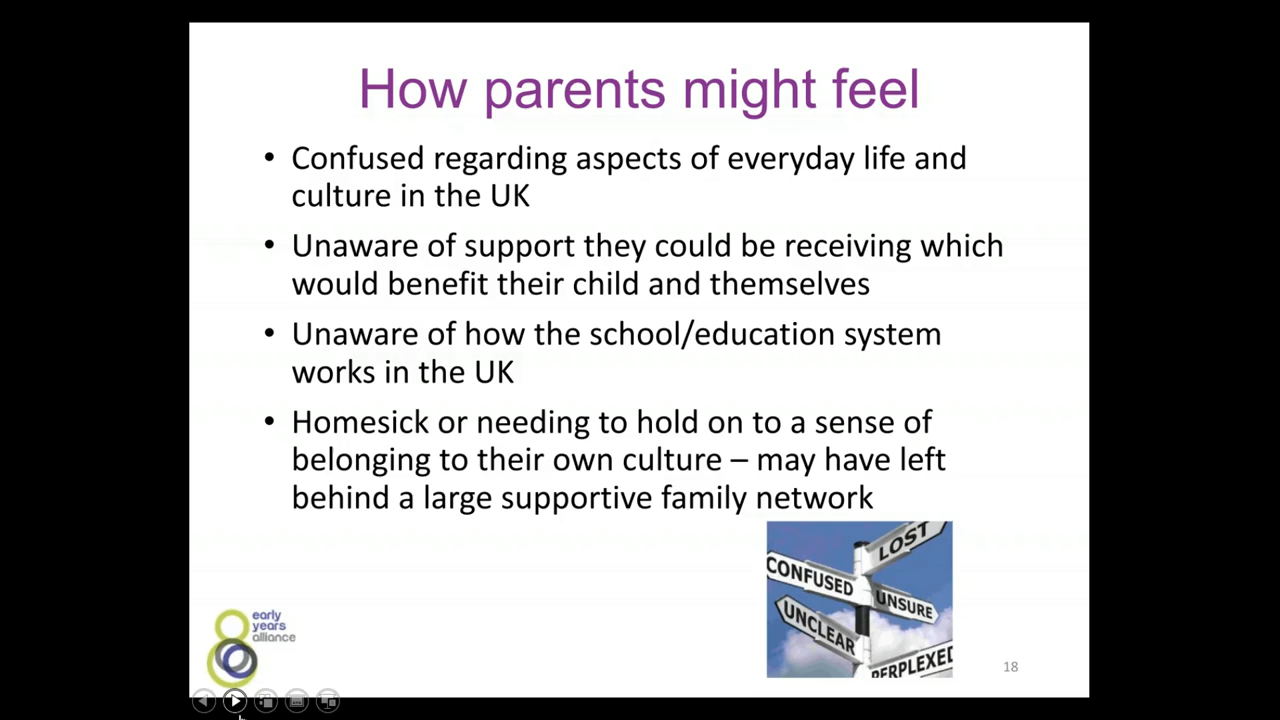 How parents might feel
• Confused regarding aspects of everyday life and
culture in the UK
• Unaware of support they could be receiving which
would benefit their child and themselves
• Unaware of how the school/education system
works in the UK
• Homesick or needing to hold on to a sense of
belonging to their own culture – may have left
behind a large supportive family network
LOST
CONFUSED
UNSURE
UNCLEAR
PERPLEXED
early
years
alliance
18